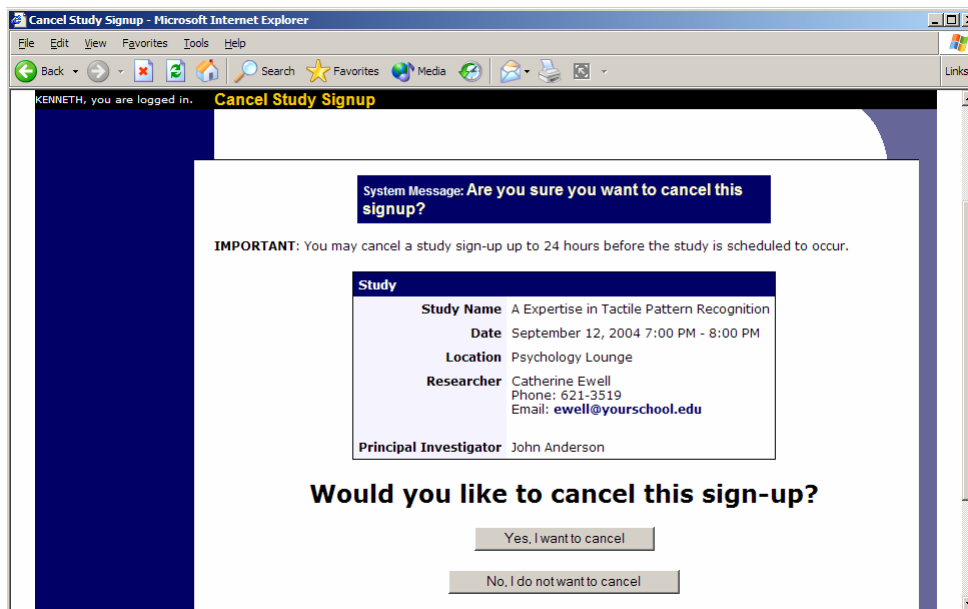 Cancel Study Signup - Microsoft Internet Explorer
File Edit View Favorites Tools Help
Back Search Favorites Media Links
KENNETH, you are logged in. Cancel Study Signup
System Message: Are you sure you want to cancel this
signup?
IMPORTANT: You may cancel a study sign-up up to 24 hours before the study is scheduled to occur.
Study
Study Name A Expertise in Tactile Pattern Recognition
Date September 12, 2004 7:00 PM - 8:00 PM
Location Psychology Lounge
Researcher Catherine Ewell
Phone: 621-3519
Email: ewell@yourschool.edu
Principal Investigator John Anderson
Would you like to cancel this sign-up?
Yes, I want to cancel
No, I do not want to cancel